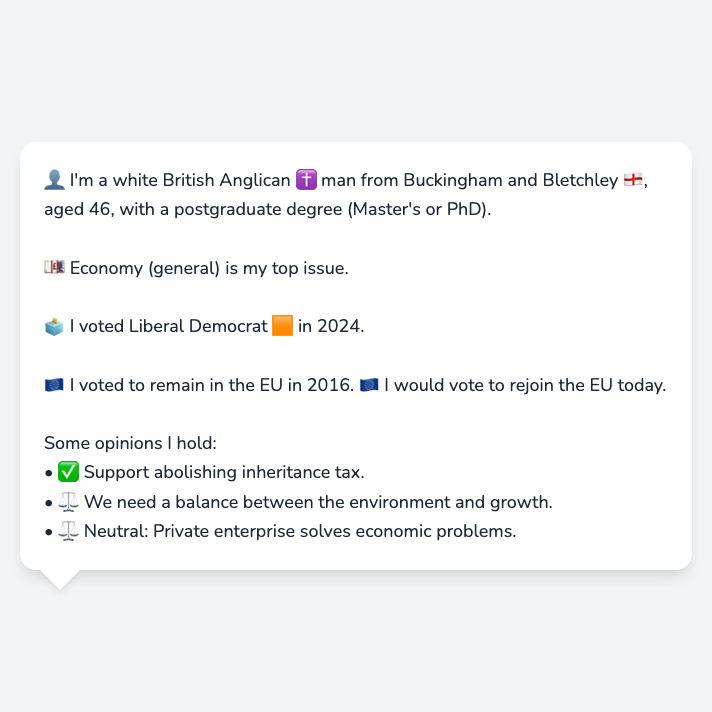 👤 I'm a white British Anglican ✝️ man from Buckingham and Bletchley 🏴󠁧󠁢󠁥󠁮󠁧󠁿,
aged 46, with a postgraduate degree (Master's or PhD).
💷 Economy (general) is my top issue.
🗳️ I voted Liberal Democrat 🟧 in 2024.
🇪🇺 I voted to remain in the EU in 2016. 🇪🇺 I would vote to rejoin the EU today.
Some opinions I hold:
• ✅ Support abolishing inheritance tax.
• ⚖️ We need a balance between the environment and growth.
• ⚖️ Neutral: Private enterprise solves economic problems.